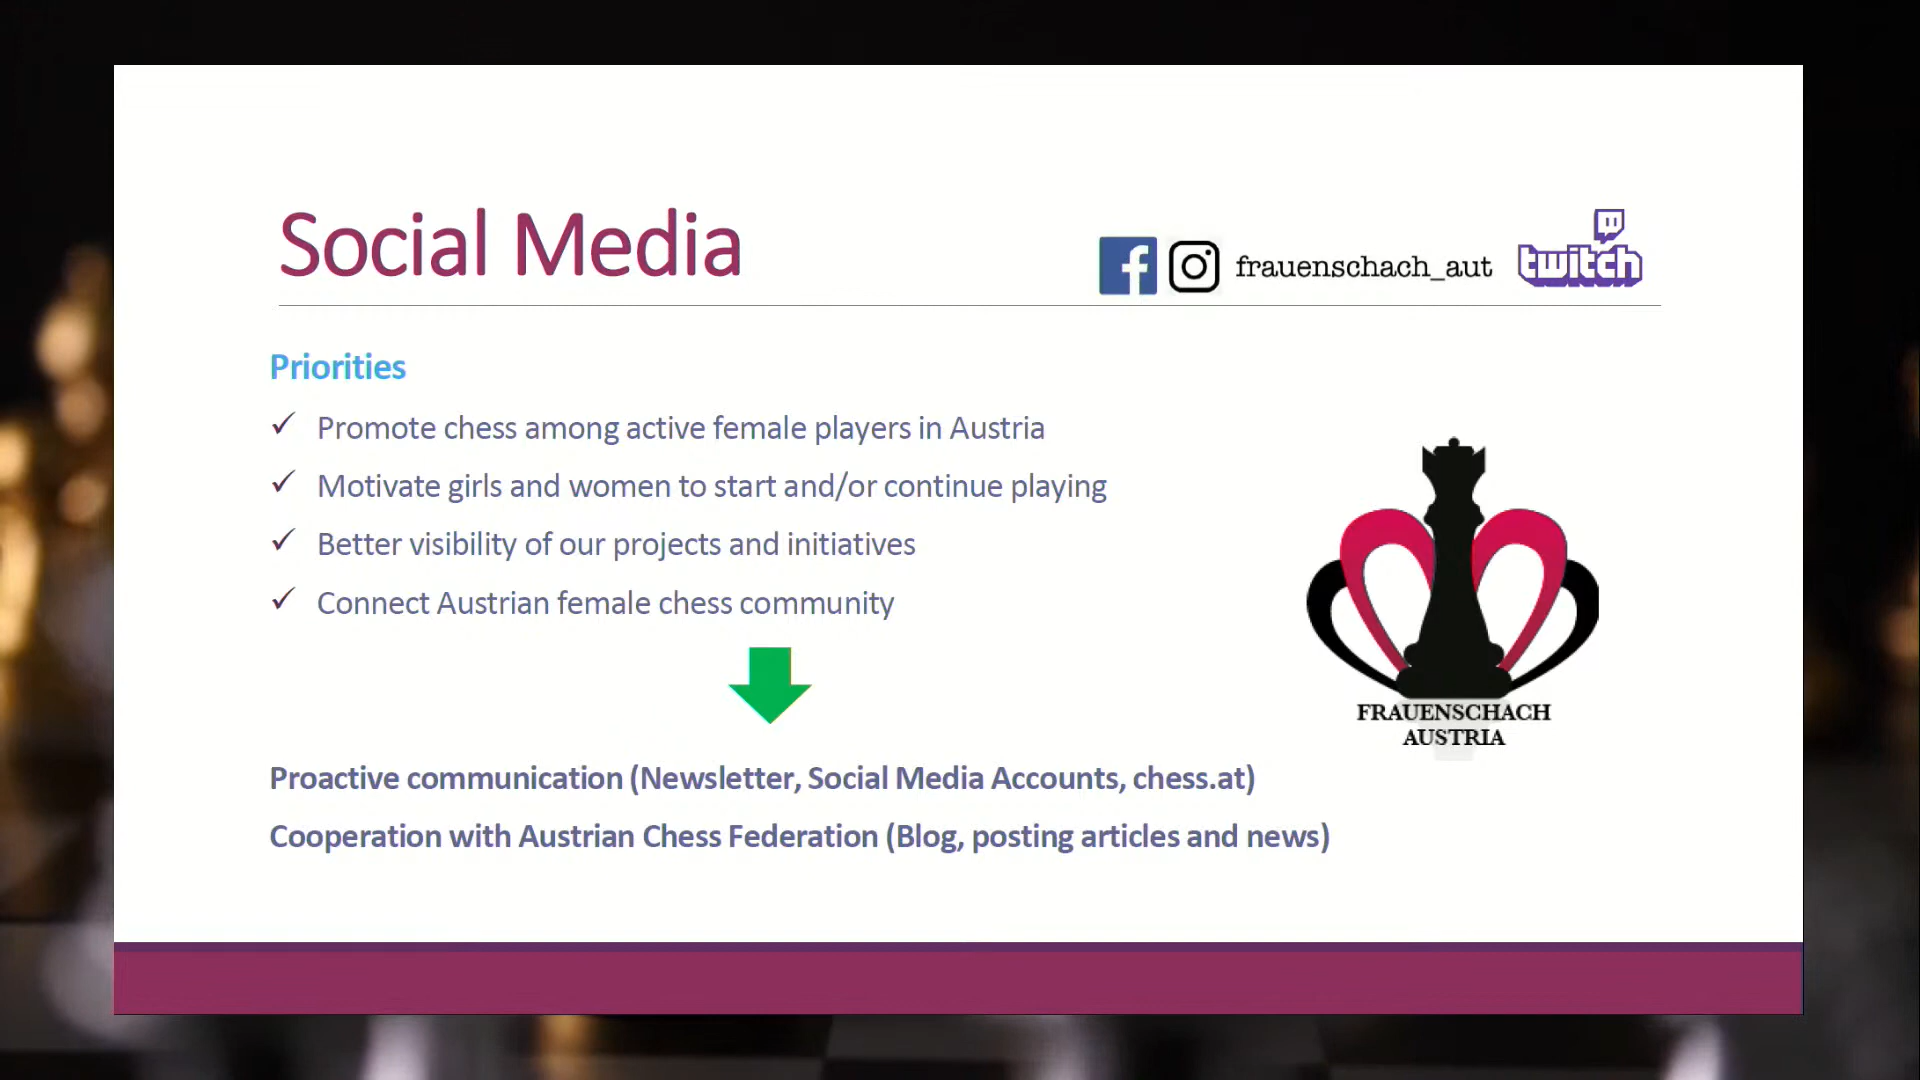 Social Media
frauenschach_aut
twitch
Priorities
✓ Promote chess among active female players in Austria
✓ Motivate girls and women to start and/or continue playing
✓ Better visibility of our projects and initiatives
✓ Connect Austrian female chess community
FRAUENSCHACH
AUSTRIA
Proactive communication (Newsletter, Social Media Accounts, chess.at)
Cooperation with Austrian Chess Federation (Blog, posting articles and news)